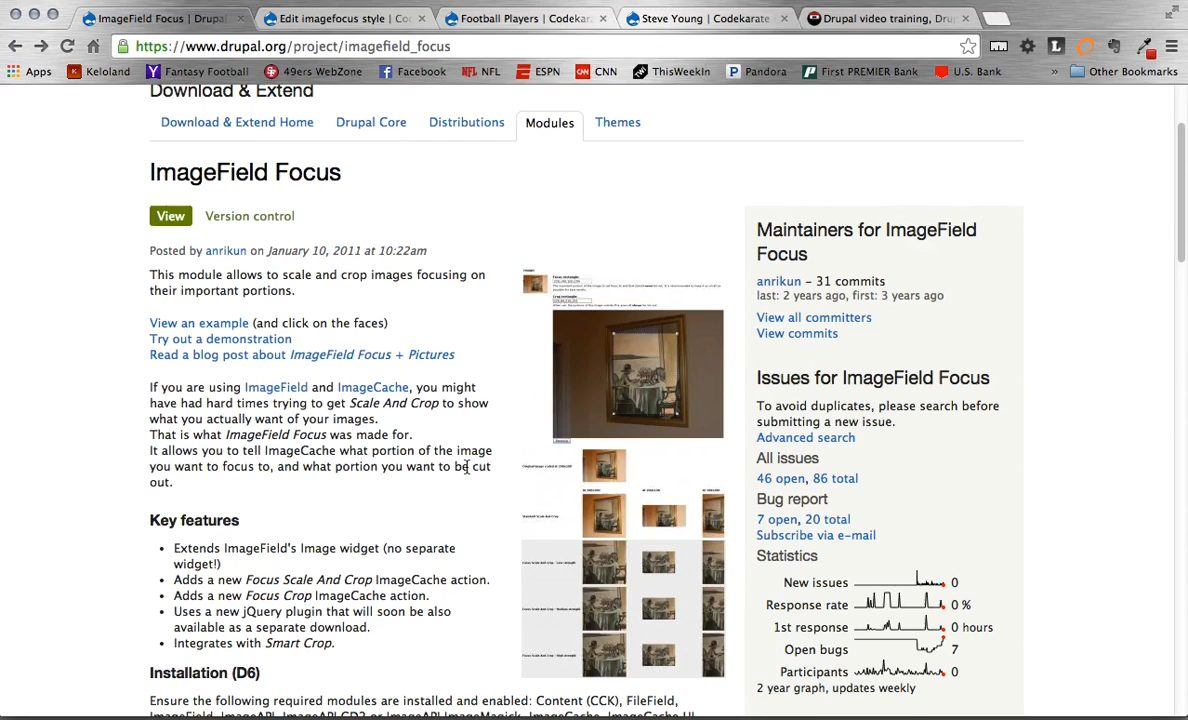 ImageField Focus | Drupal.
Edit imagefocus style | Co
Football Players | Codekar
Steve Young | Codekarate
Drupal video training, Dru
https://www.drupal.org/project/imagefield_focus
Apps
Keloland
Fantasy Football
49ers WebZone
Facebook
NFL
ESPN
CNN
ThisWeekIn
Pandora
First PREMIER Bank
U.S. Bank
»
Other Bookmarks
Download & Extend
Download & Extend Home
Drupal Core
Distributions
Modules
Themes
ImageField Focus
View
Version control
Posted by anrikun on January 10, 2011 at 10:22am
This module allows to scale and crop images focusing on
their important portions.
View an example (and click on the faces)
Try out a demonstration
Read a blog post about ImageField Focus + Pictures
If you are using ImageField and ImageCache, you might
have had hard times trying to get Scale And Crop to show
what you actually want of your images.
That is what ImageField Focus was made for.
It allows you to tell ImageCache what portion of the image
you want to focus to, and what portion you want to be cut
out.
Key features
• Extends ImageField's Image widget (no separate
widget!)
• Adds a new Focus Scale And Crop ImageCache action.
• Adds a new Focus Crop ImageCache action.
• Uses a new jQuery plugin that will soon be also
available as a separate download.
• Integrates with Smart Crop.
Installation (D6)
Ensure the following required modules are installed and enabled: Content (CCK), FileField,
ImageField, ImageAPI, ImageAPI GD2 or ImageAPI ImageMagick, ImageCache, ImageCache UI
Maintainers for ImageField
Focus
anrikun – 31 commits
last: 2 years ago, first: 3 years ago
View all committers
View commits
Issues for ImageField Focus
To avoid duplicates, please search before
submitting a new issue.
Advanced search
All issues
46 open, 86 total
Bug report
7 open, 20 total
Subscribe via e-mail
Statistics
New issues 0
Response rate 0 %
1st response 0 hours
Open bugs 7
Participants 0
2 year graph, updates weekly